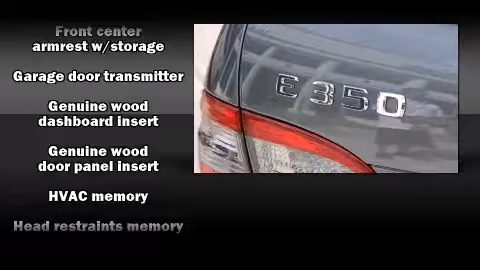 Front center
armrest w/storage
Garage door transmitter
Genuine wood
dashboard insert
Genuine wood
door panel insert
HVAC memory
Head restraints memory
E 350